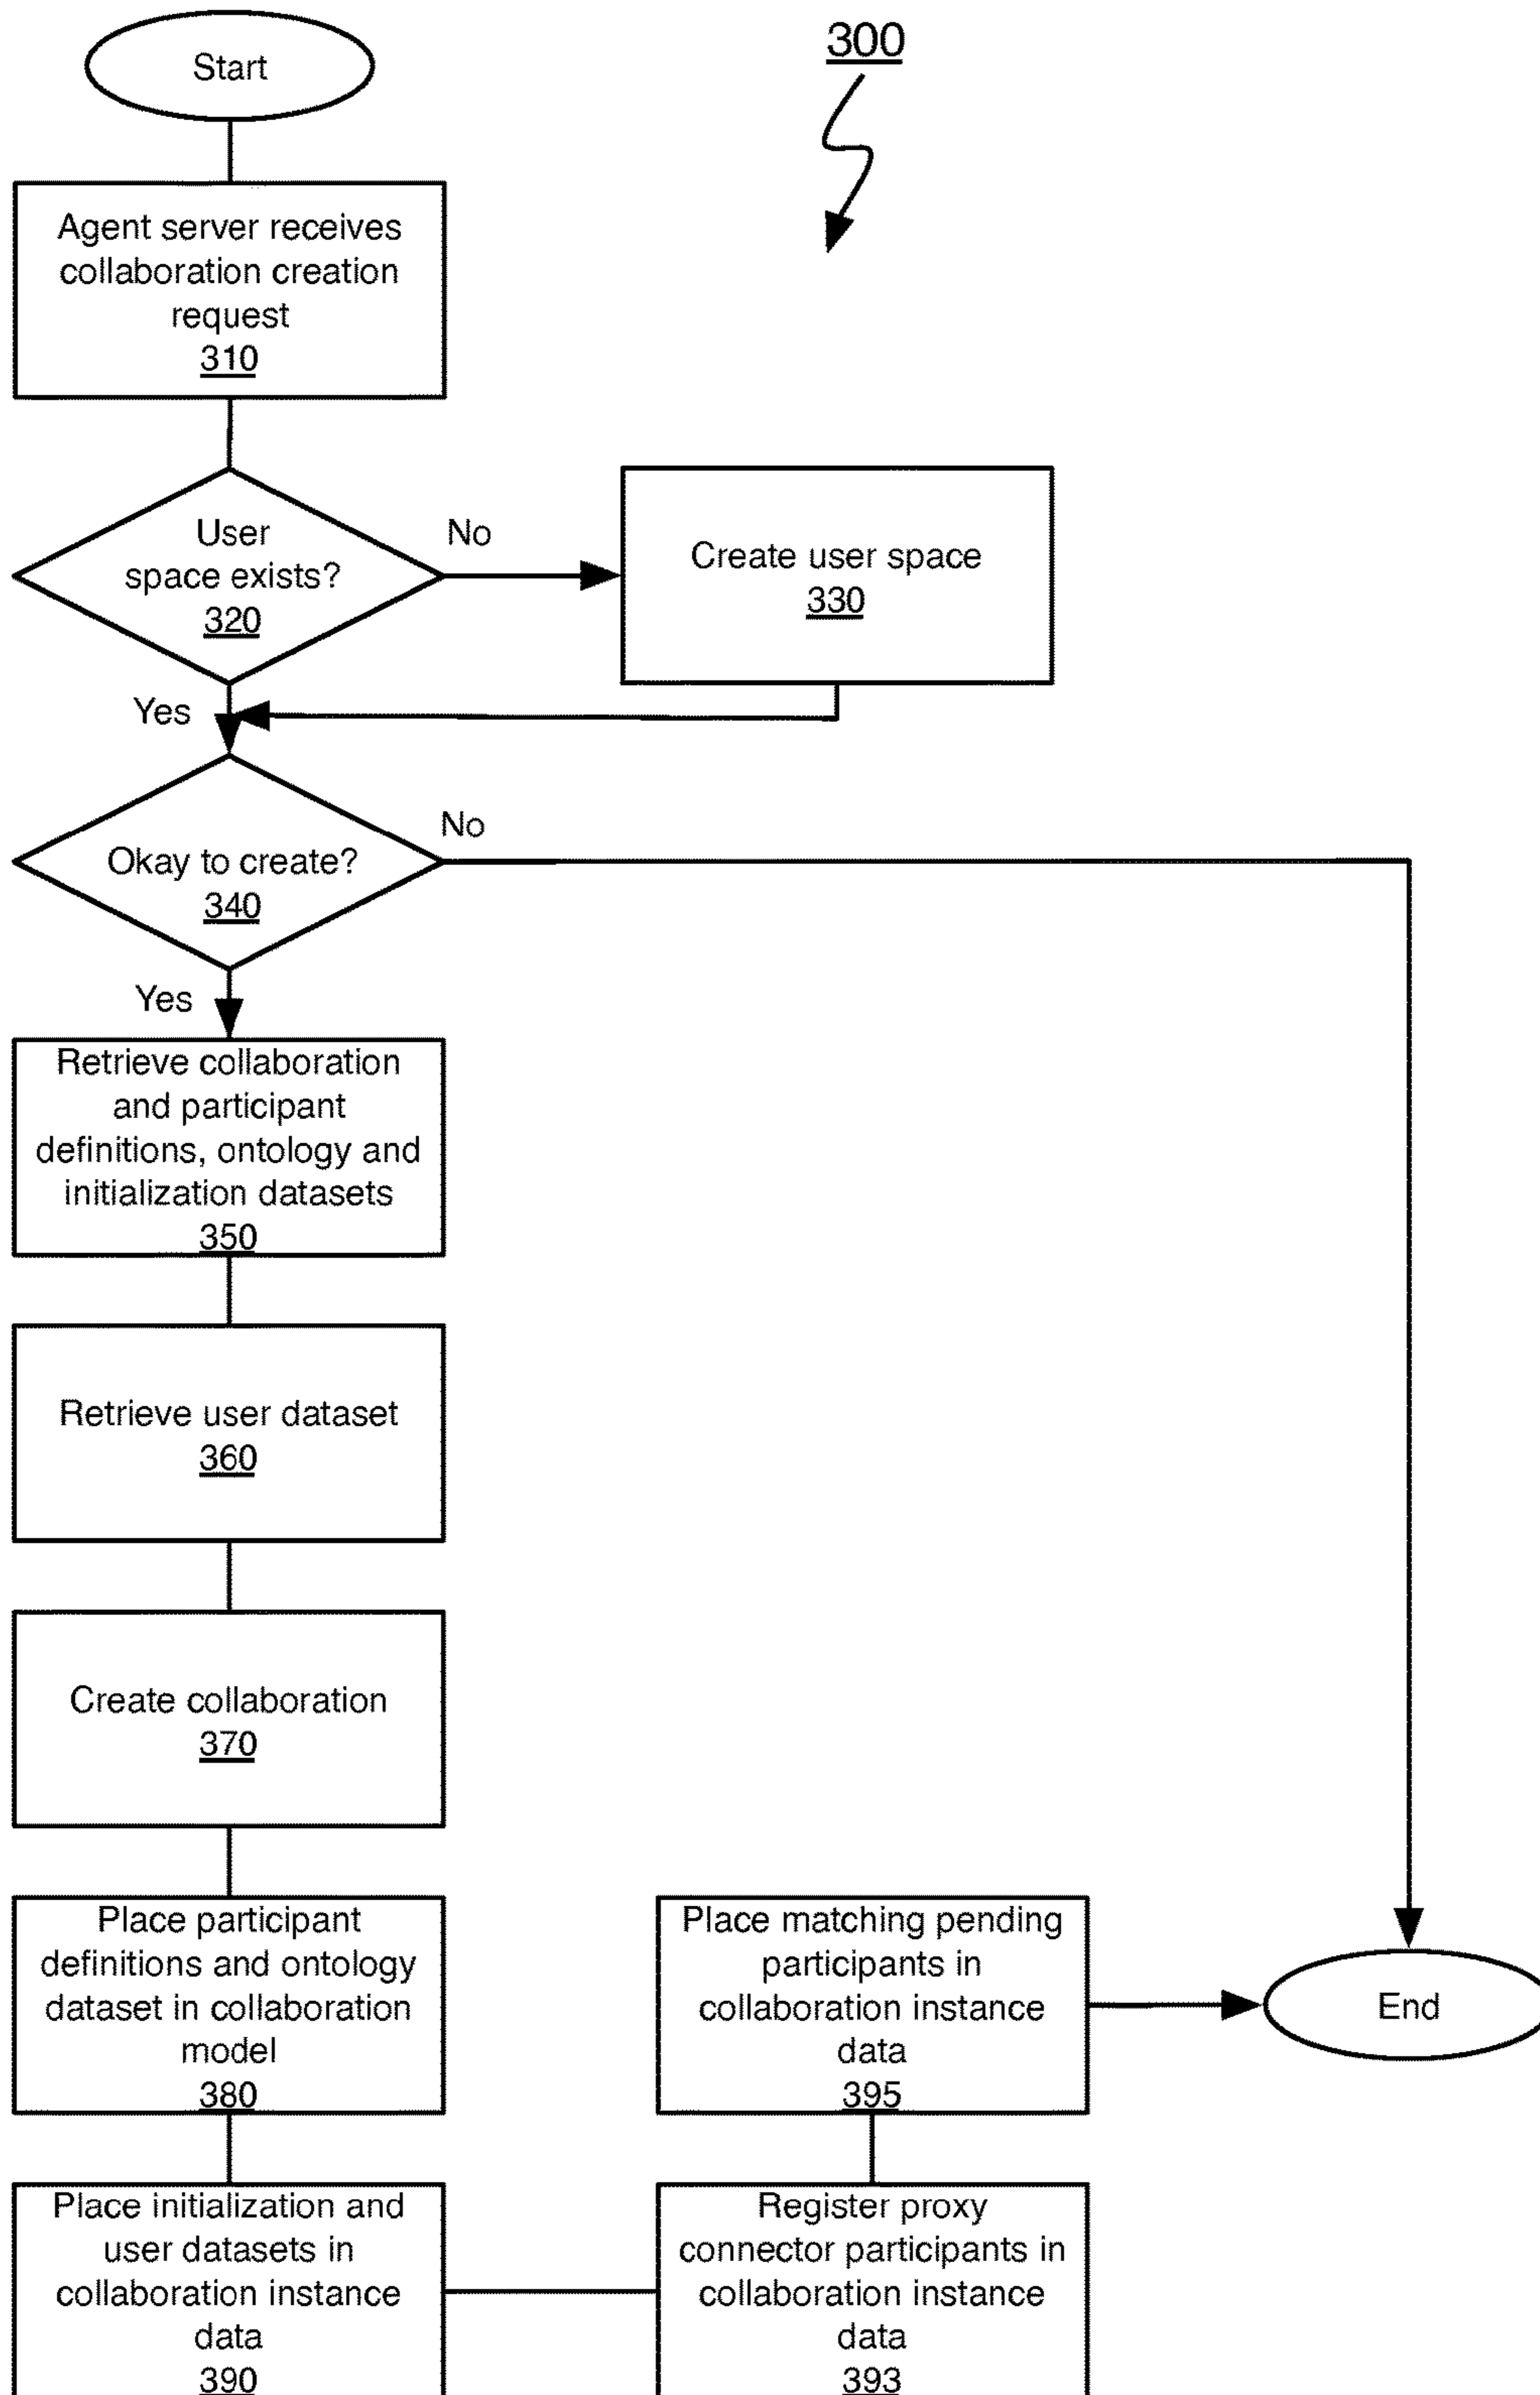 Start
300
Agent server receives
collaboration creation
request
310
User
space exists?
320
No
Create user space
330
Yes
Okay to create?
340
No
Yes
Retrieve collaboration
and participant
definitions, ontology and
initialization datasets
350
Retrieve user dataset
360
Create collaboration
370
Place participant
definitions and ontology
dataset in collaboration
model
380
Place initialization and
user datasets in
collaboration instance
data
390
Register proxy
connector participants in
collaboration instance
data
393
Place matching pending
participants in
collaboration instance
data
395
End